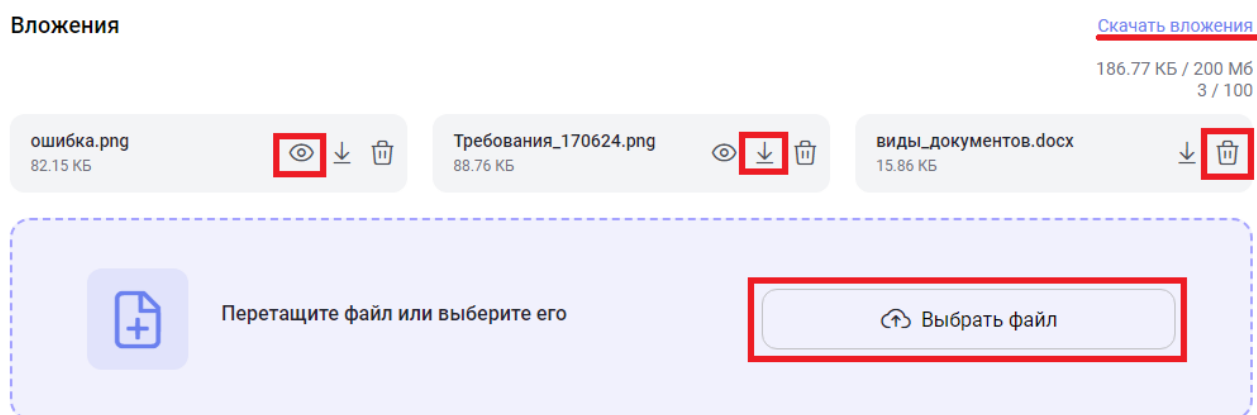 Вложения
Скачать вложения
186.77 КБ / 200 Мб
3 / 100
ошибка.png
82.15 КБ
Требования_170624.png
88.76 КБ
виды_документов.docx
15.86 КБ
Перетащите файл или выберите его
Выбрать файл